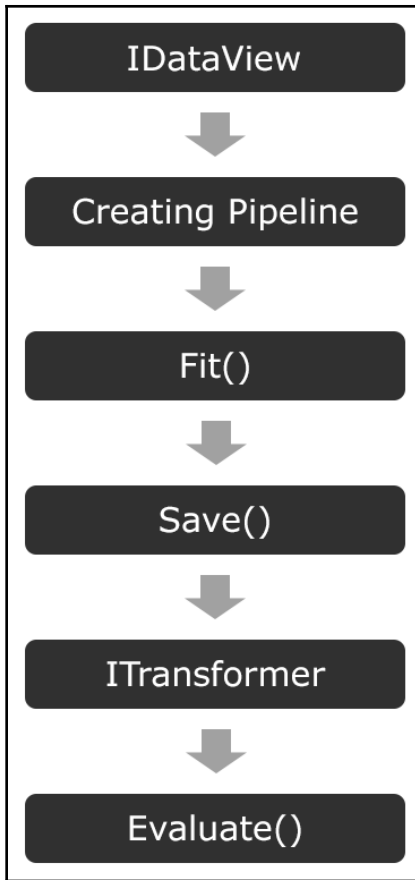 IDataView
Creating Pipeline
Fit()
Save()
ITransformer
Evaluate()